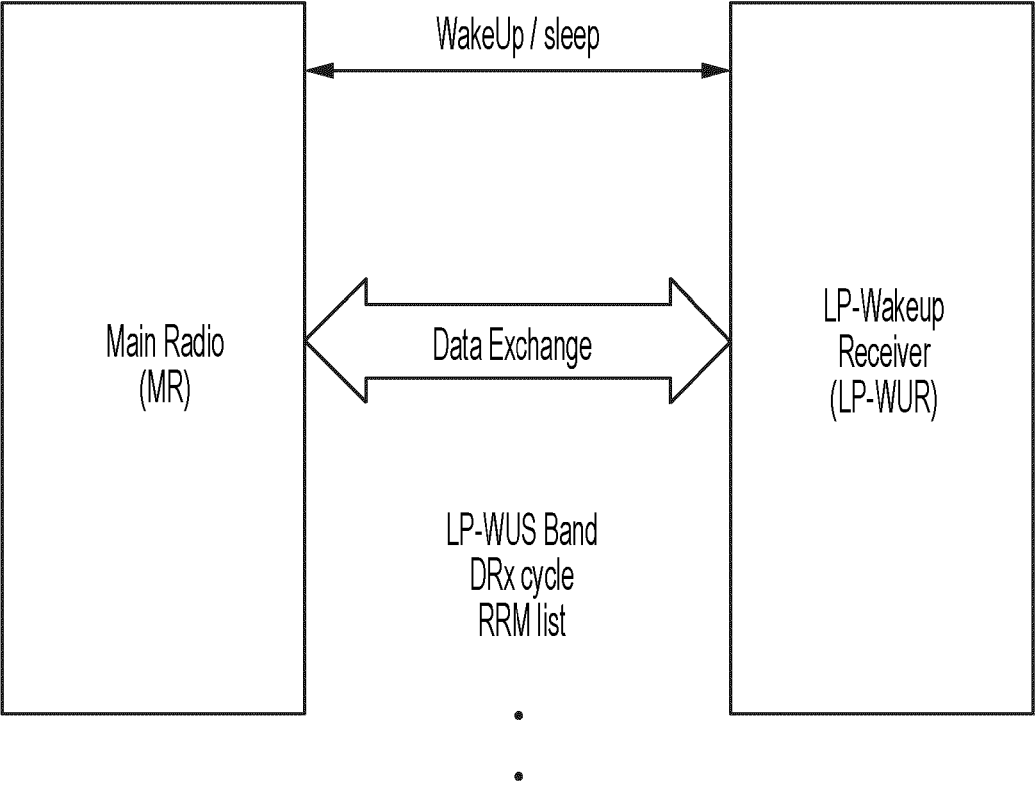 WakeUp / sleep
Main Radio
(MR)
Data Exchange
LP-Wakeup
Receiver
(LP-WUR)
LP-WUS Band
DRx cycle
RRM list